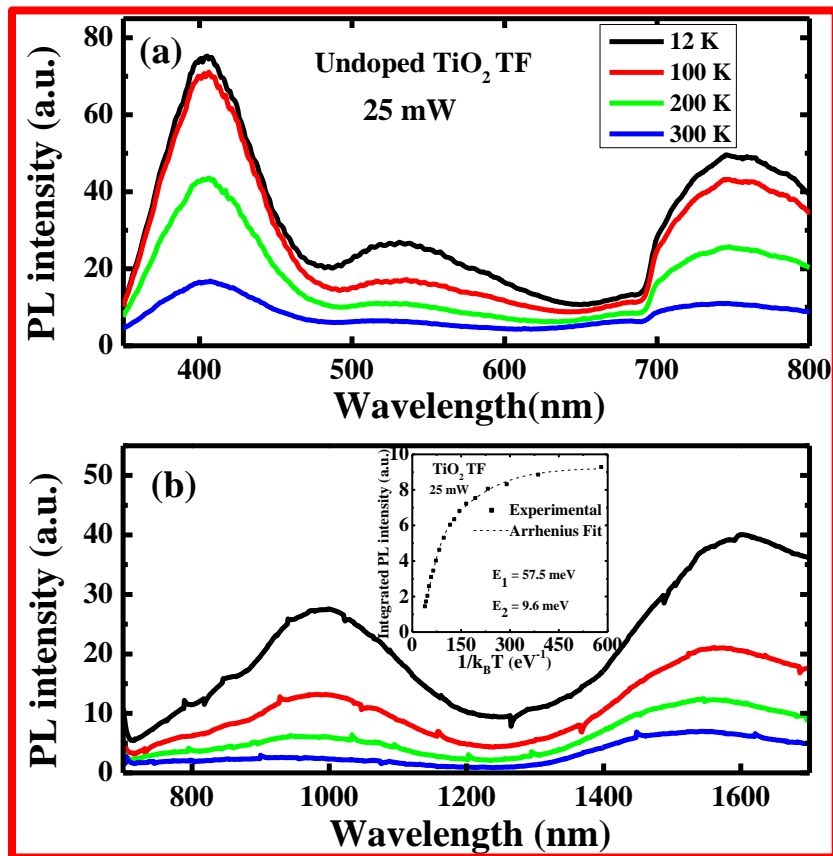 (a)
Undoped TiO₂ TF
25 mW
12 K
100 K
200 K
300 K
PL intensity (a.u.)
80
60
40
20
0
400 500 600 700 800
Wavelength(nm)
(b)
PL intensity (a.u.)
50
40
30
20
10
0
800 1000 1200 1400 1600
Wavelength (nm)
TiO₂ TF
25 mW
Experimental
Arrhenius Fit
E₁ = 57.5 meV
E₂ = 9.6 meV
Integrated PL intensity (a.u.)
10
8
6
4
2
0
0 150 300 450 600
1/k_BT (eV⁻¹)